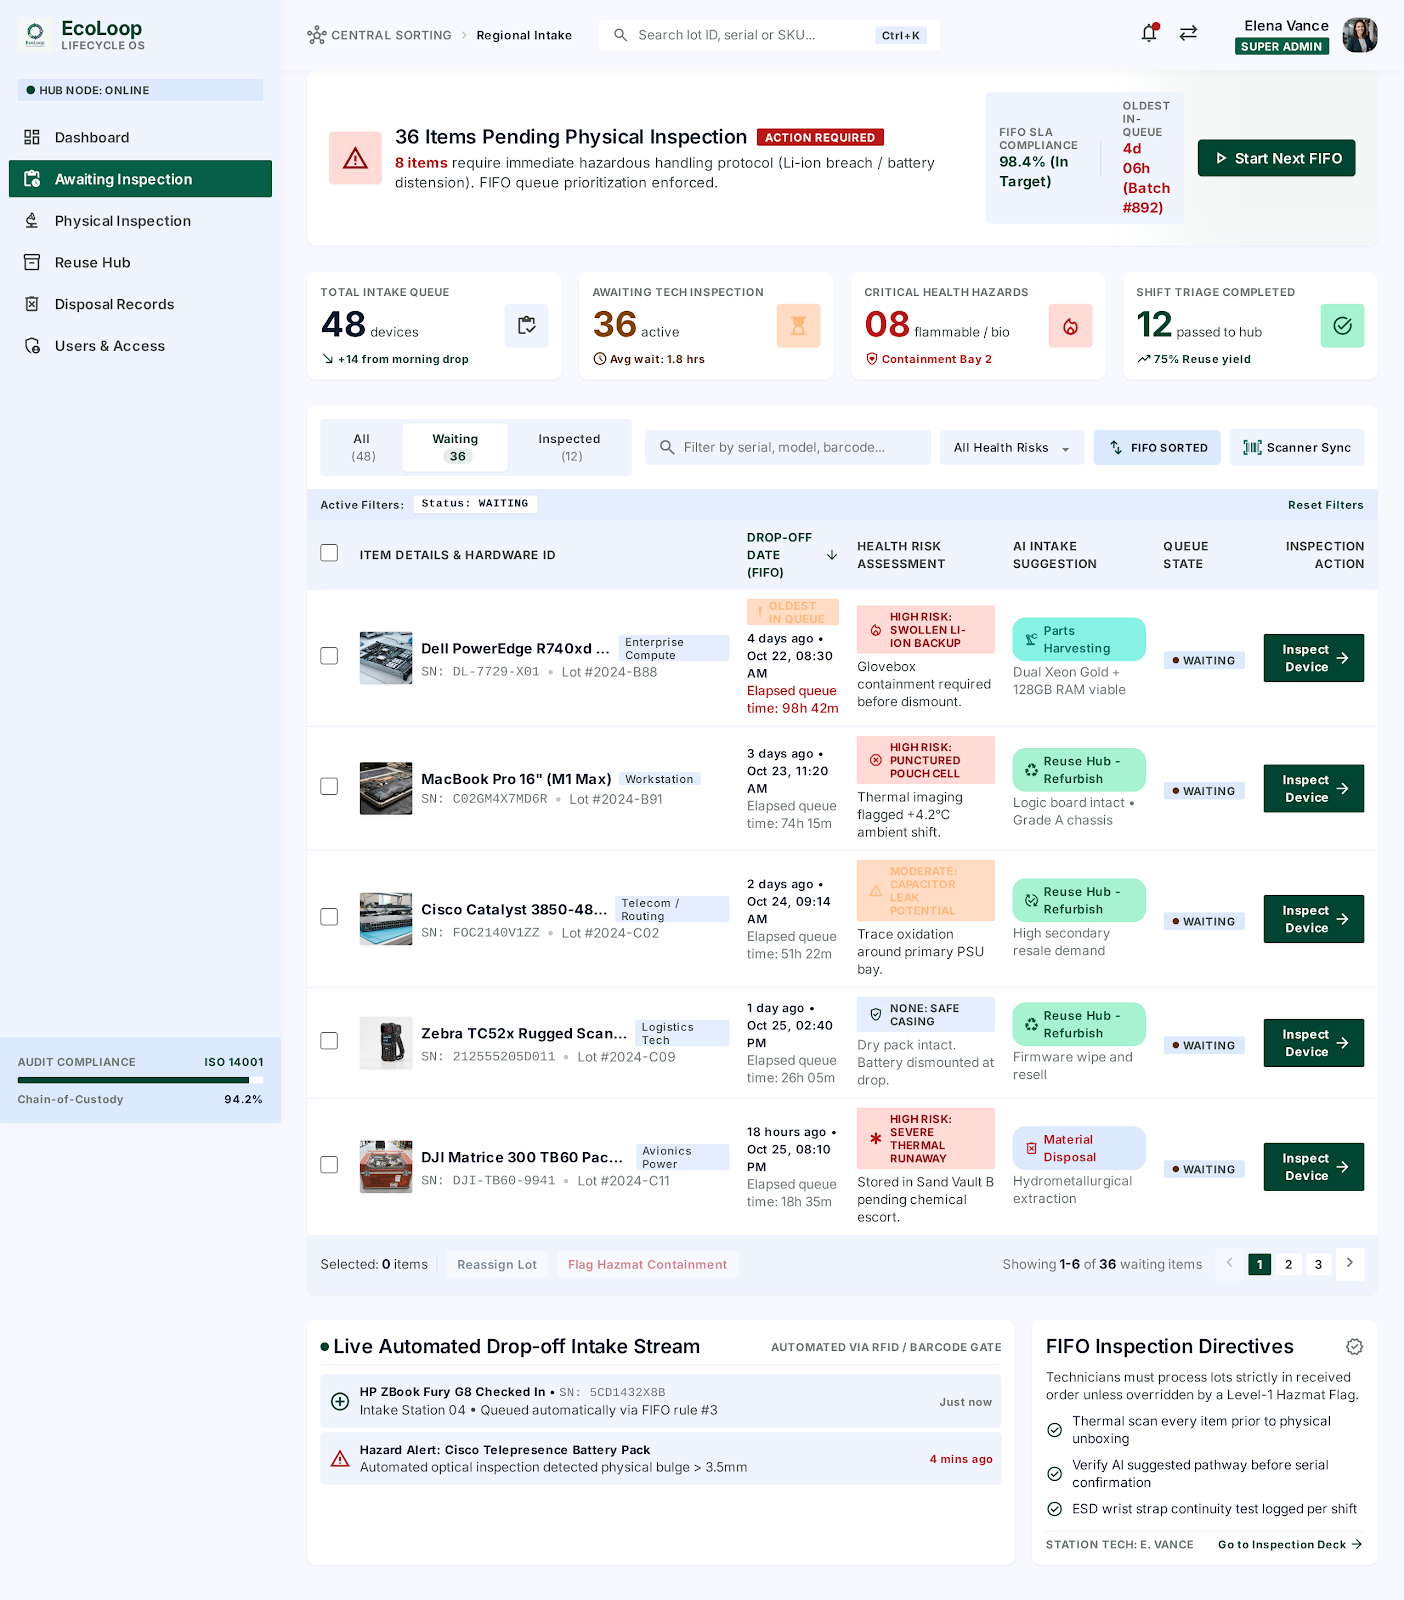 EcoLoop
LIFECYCLE OS
HUB NODE: ONLINE
Dashboard
Awaiting Inspection
Physical Inspection
Reuse Hub
Disposal Records
Users & Access
AUDIT COMPLIANCE
ISO 14001
Chain-of-Custody
94.2%
CENTRAL SORTING
Regional Intake
Search lot ID, serial or SKU...
Ctrl+K
Elena Vance
SUPER ADMIN
36 Items Pending Physical Inspection
ACTION REQUIRED
8 items require immediate hazardous handling protocol (Li-ion breach / battery
distension). FIFO queue prioritization enforced.
FIFO SLA
COMPLIANCE
98.4% (In
Target)
OLDEST
IN-
QUEUE
4d
06h
(Batch
#892)
Start Next FIFO
TOTAL INTAKE QUEUE
48 devices
+14 from morning drop
AWAITING TECH INSPECTION
36 active
Avg wait: 1.8 hrs
CRITICAL HEALTH HAZARDS
08 flammable / bio
Containment Bay 2
SHIFT TRIAGE COMPLETED
12 passed to hub
75% Reuse yield
All
(48)
Waiting
36
Inspected
(12)
Filter by serial, model, barcode...
All Health Risks
FIFO SORTED
Scanner Sync
Active Filters:
Status: WAITING
Reset Filters
ITEM DETAILS & HARDWARE ID
DROP-OFF
DATE
(FIFO)
HEALTH RISK
ASSESSMENT
AI INTAKE
SUGGESTION
QUEUE
STATE
INSPECTION
ACTION
Dell PowerEdge R740xd ...
Enterprise
Compute
SN: DL-7729-X01 • Lot #2024-B88
OLDEST
IN QUEUE
4 days ago •
Oct 22, 08:30
AM
Elapsed queue
time: 98h 42m
HIGH RISK:
SWOLLEN LI-
ION BACKUP
Glovebox
containment required
before dismount.
Parts
Harvesting
Dual Xeon Gold +
128GB RAM viable
WAITING
Inspect
Device
MacBook Pro 16" (M1 Max)
Workstation
SN: C02GM4X7MD6R • Lot #2024-B91
3 days ago •
Oct 23, 11:20
AM
Elapsed queue
time: 74h 15m
HIGH RISK:
PUNCTURED
POUCH CELL
Thermal imaging
flagged +4.2°C
ambient shift.
Reuse Hub -
Refurbish
Logic board intact •
Grade A chassis
WAITING
Inspect
Device
Cisco Catalyst 3850-48...
Telecom /
Routing
SN: FOC2140V1ZZ • Lot #2024-C02
2 days ago •
Oct 24, 09:14
AM
Elapsed queue
time: 51h 22m
MODERATE:
CAPACITOR
LEAK
POTENTIAL
Trace oxidation
around primary PSU
bay.
Reuse Hub -
Refurbish
High secondary
resale demand
WAITING
Inspect
Device
Zebra TC52x Rugged Scan...
Logistics
Tech
SN: 212555205D011 • Lot #2024-C09
1 day ago •
Oct 25, 02:40
PM
Elapsed queue
time: 26h 05m
NONE: SAFE
CASING
Dry pack intact.
Battery dismounted at
drop.
Reuse Hub -
Refurbish
Firmware wipe and
resell
WAITING
Inspect
Device
DJI Matrice 300 TB60 Pac...
Avionics
Power
SN: DJI-TB60-9941 • Lot #2024-C11
18 hours ago •
Oct 25, 08:10
PM
Elapsed queue
time: 18h 35m
HIGH RISK:
SEVERE
THERMAL
RUNAWAY
Stored in Sand Vault B
pending chemical
escort.
Material
Disposal
Hydrometallurgical
extraction
WAITING
Inspect
Device
Selected: 0 items
Reassign Lot
Flag Hazmat Containment
Showing 1-6 of 36 waiting items
1
2
3
Live Automated Drop-off Intake Stream
AUTOMATED VIA RFID / BARCODE GATE
HP ZBook Fury G8 Checked In • SN: 5CD1432X8B
Intake Station 04 • Queued automatically via FIFO rule #3
Just now
Hazard Alert: Cisco Telepresence Battery Pack
Automated optical inspection detected physical bulge > 3.5mm
4 mins ago
FIFO Inspection Directives
Technicians must process lots strictly in received
order unless overridden by a Level-1 Hazmat Flag.
Thermal scan every item prior to physical
unboxing
Verify AI suggested pathway before serial
confirmation
ESD wrist strap continuity test logged per shift
STATION TECH: E. VANCE
Go to Inspection Deck